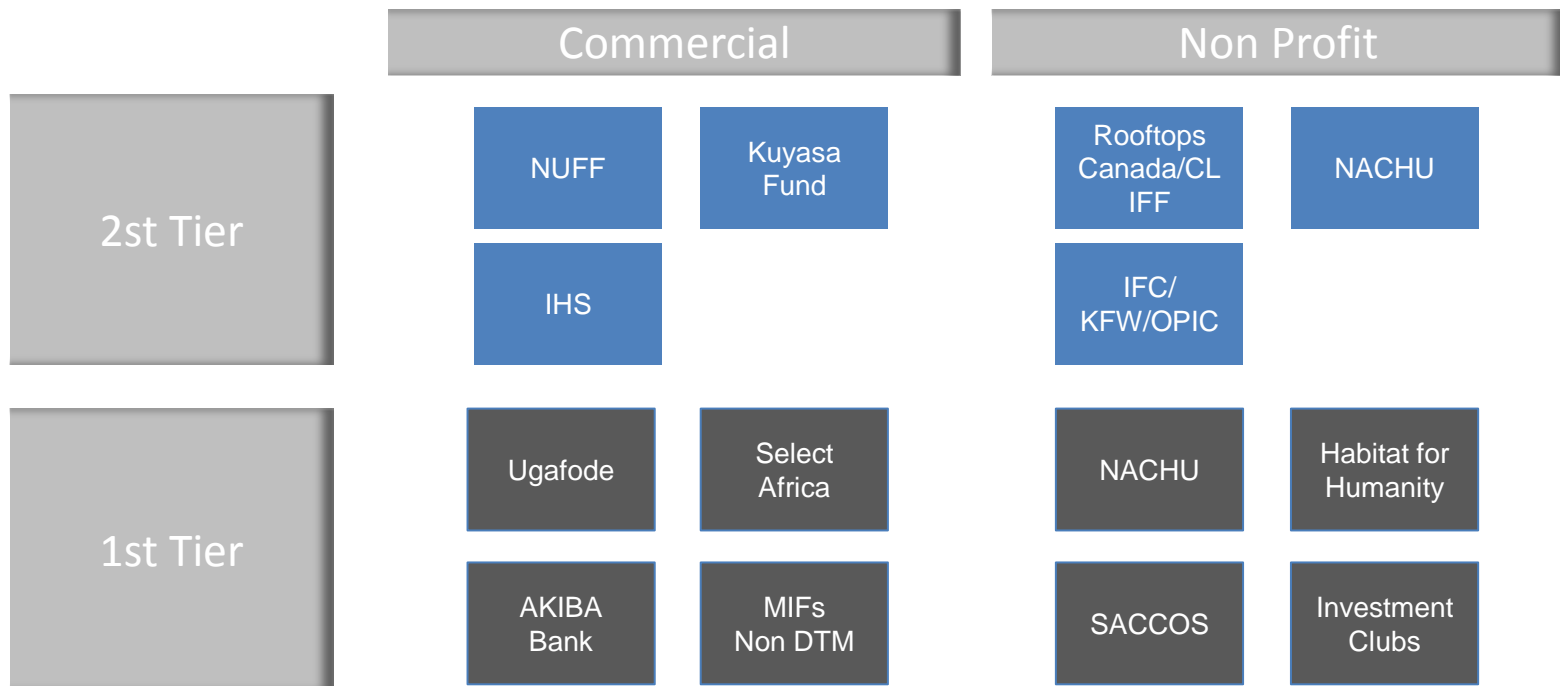 Commercial
Non Profit
2st Tier
NUFF
Kuyasa
Fund
Rooftops
Canada/CL
IFF
NACHU
IHS
IFC/
KFW/OPIC
1st Tier
Ugafode
Select
Africa
NACHU
Habitat for
Humanity
AKIBA
Bank
MIFs
Non DTM
SACCOS
Investment
Clubs